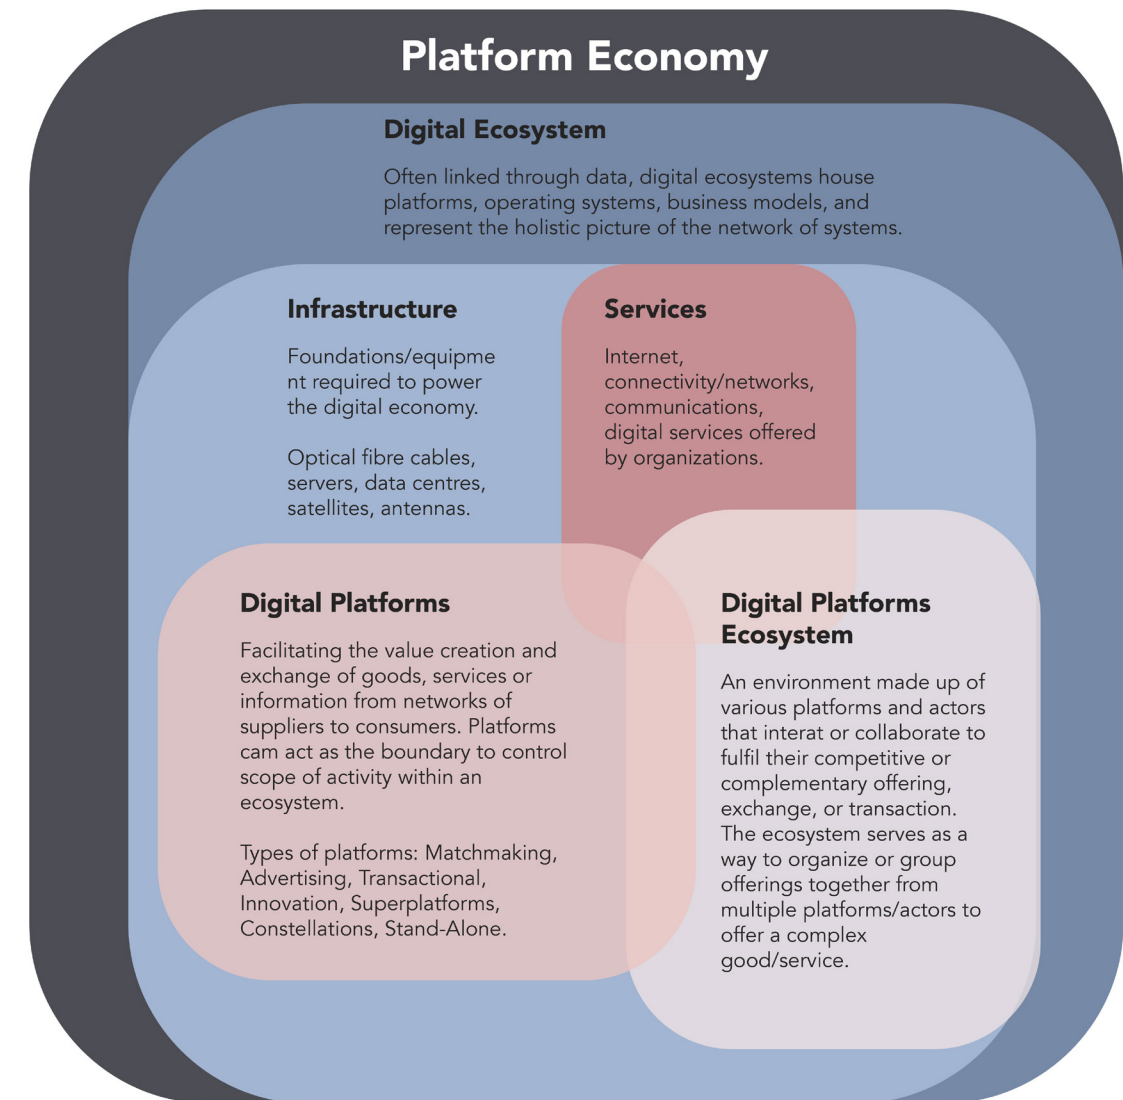 Platform Economy
Digital Ecosystem
Often linked through data, digital ecosystems house
platforms, operating systems, business models, and
represent the holistic picture of the network of systems.
Infrastructure
Foundations/equipme
nt required to power
the digital economy.
Optical fibre cables,
servers, data centres,
satellites, antennas.
Services
Internet,
connectivity/networks,
communications,
digital services offered
by organizations.
Digital Platforms
Facilitating the value creation and
exchange of goods, services or
information from networks of
suppliers to consumers. Platforms
cam act as the boundary to control
scope of activity within an
ecosystem.
Types of platforms: Matchmaking,
Advertising, Transactional,
Innovation, Superplatforms,
Constellations, Stand-Alone.
Digital Platforms
Ecosystem
An environment made up of
various platforms and actors
that interat or collaborate to
fulfil their competitive or
complementary offering,
exchange, or transaction.
The ecosystem serves as a
way to organize or group
offerings together from
multiple platforms/actors to
offer a complex
good/service.